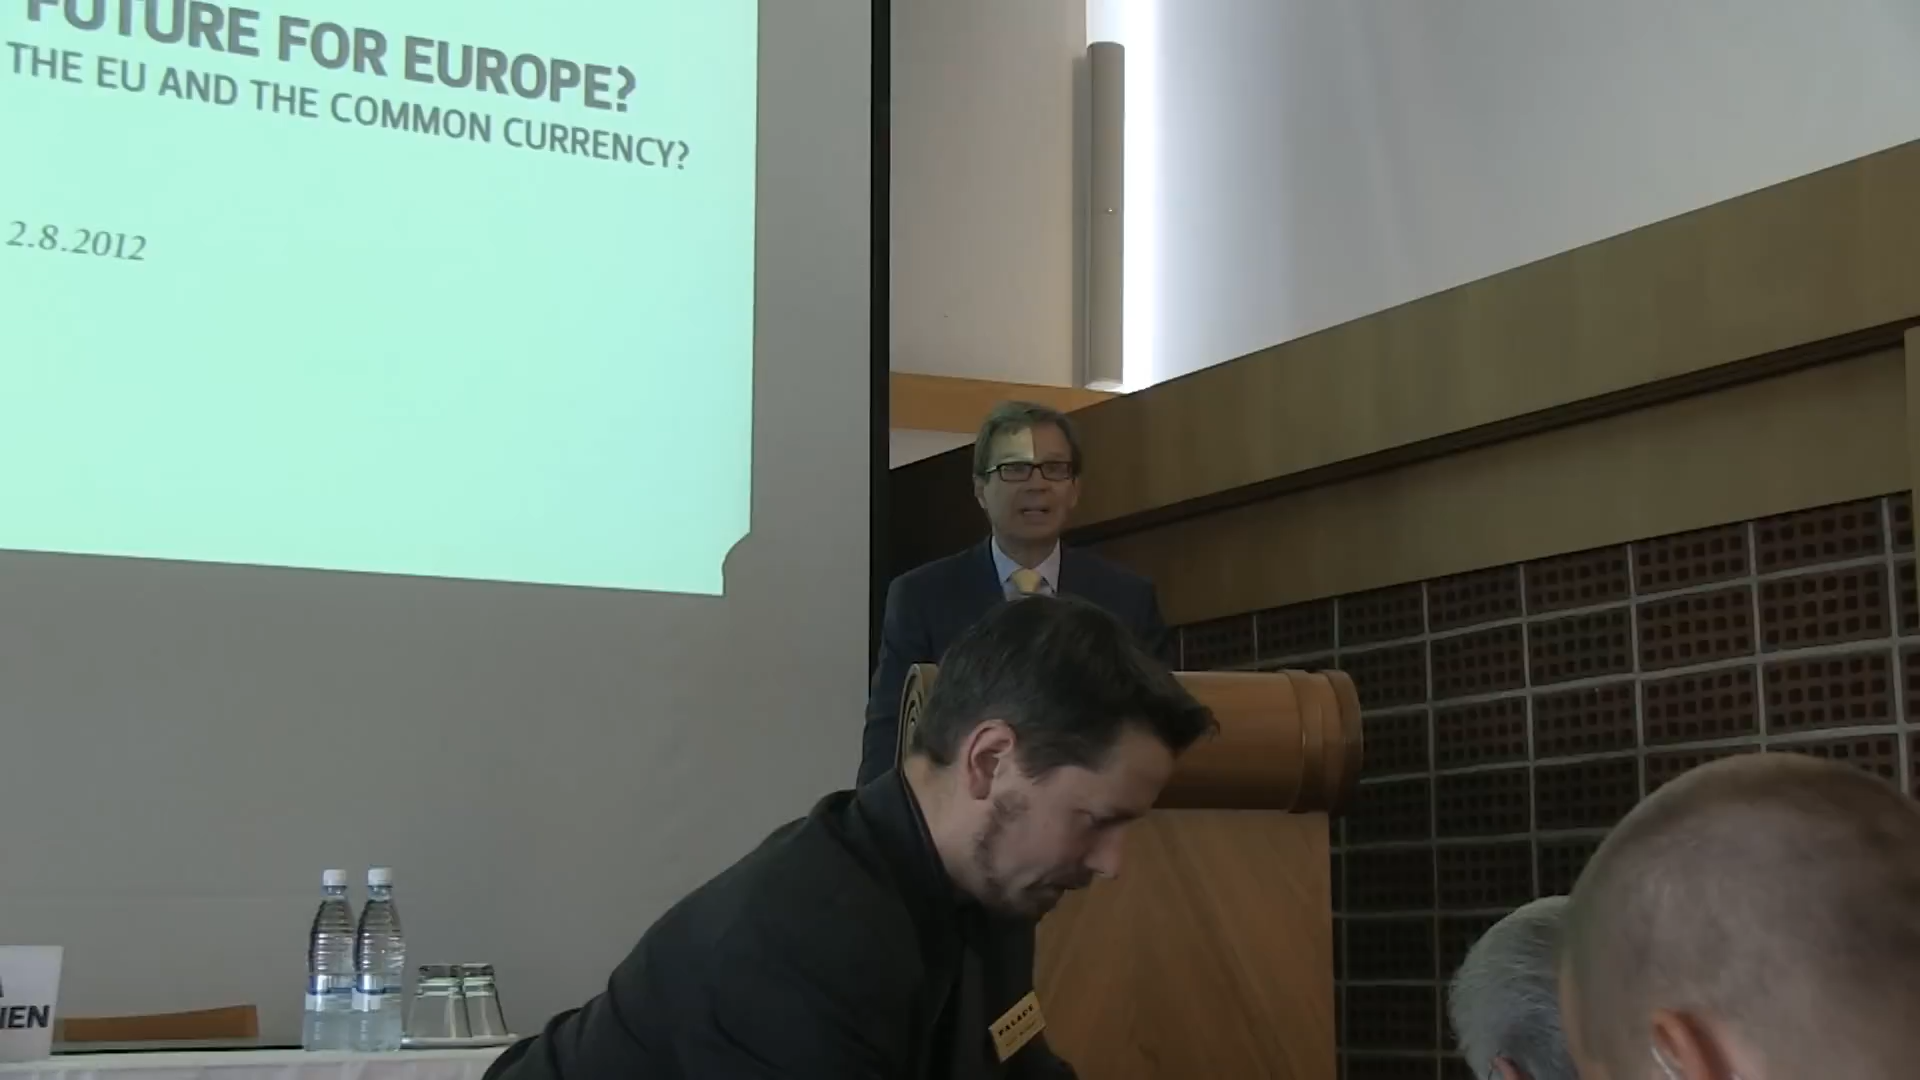 FUTURE FOR EUROPE?
THE EU AND THE COMMON CURRENCY?
2.8.2012
IEN
PALACE